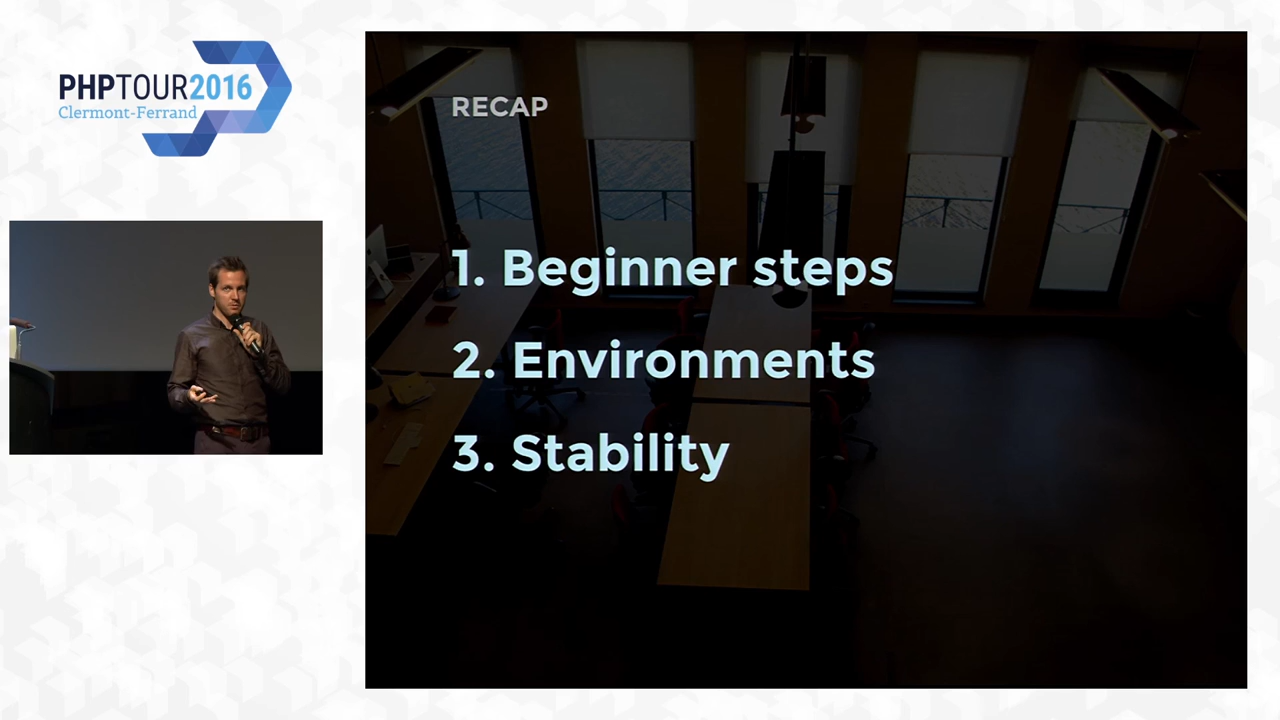 PHPTOUR2016
Clermont-Ferrand
RECAP
1. Beginner steps
2. Environments
3. Stability